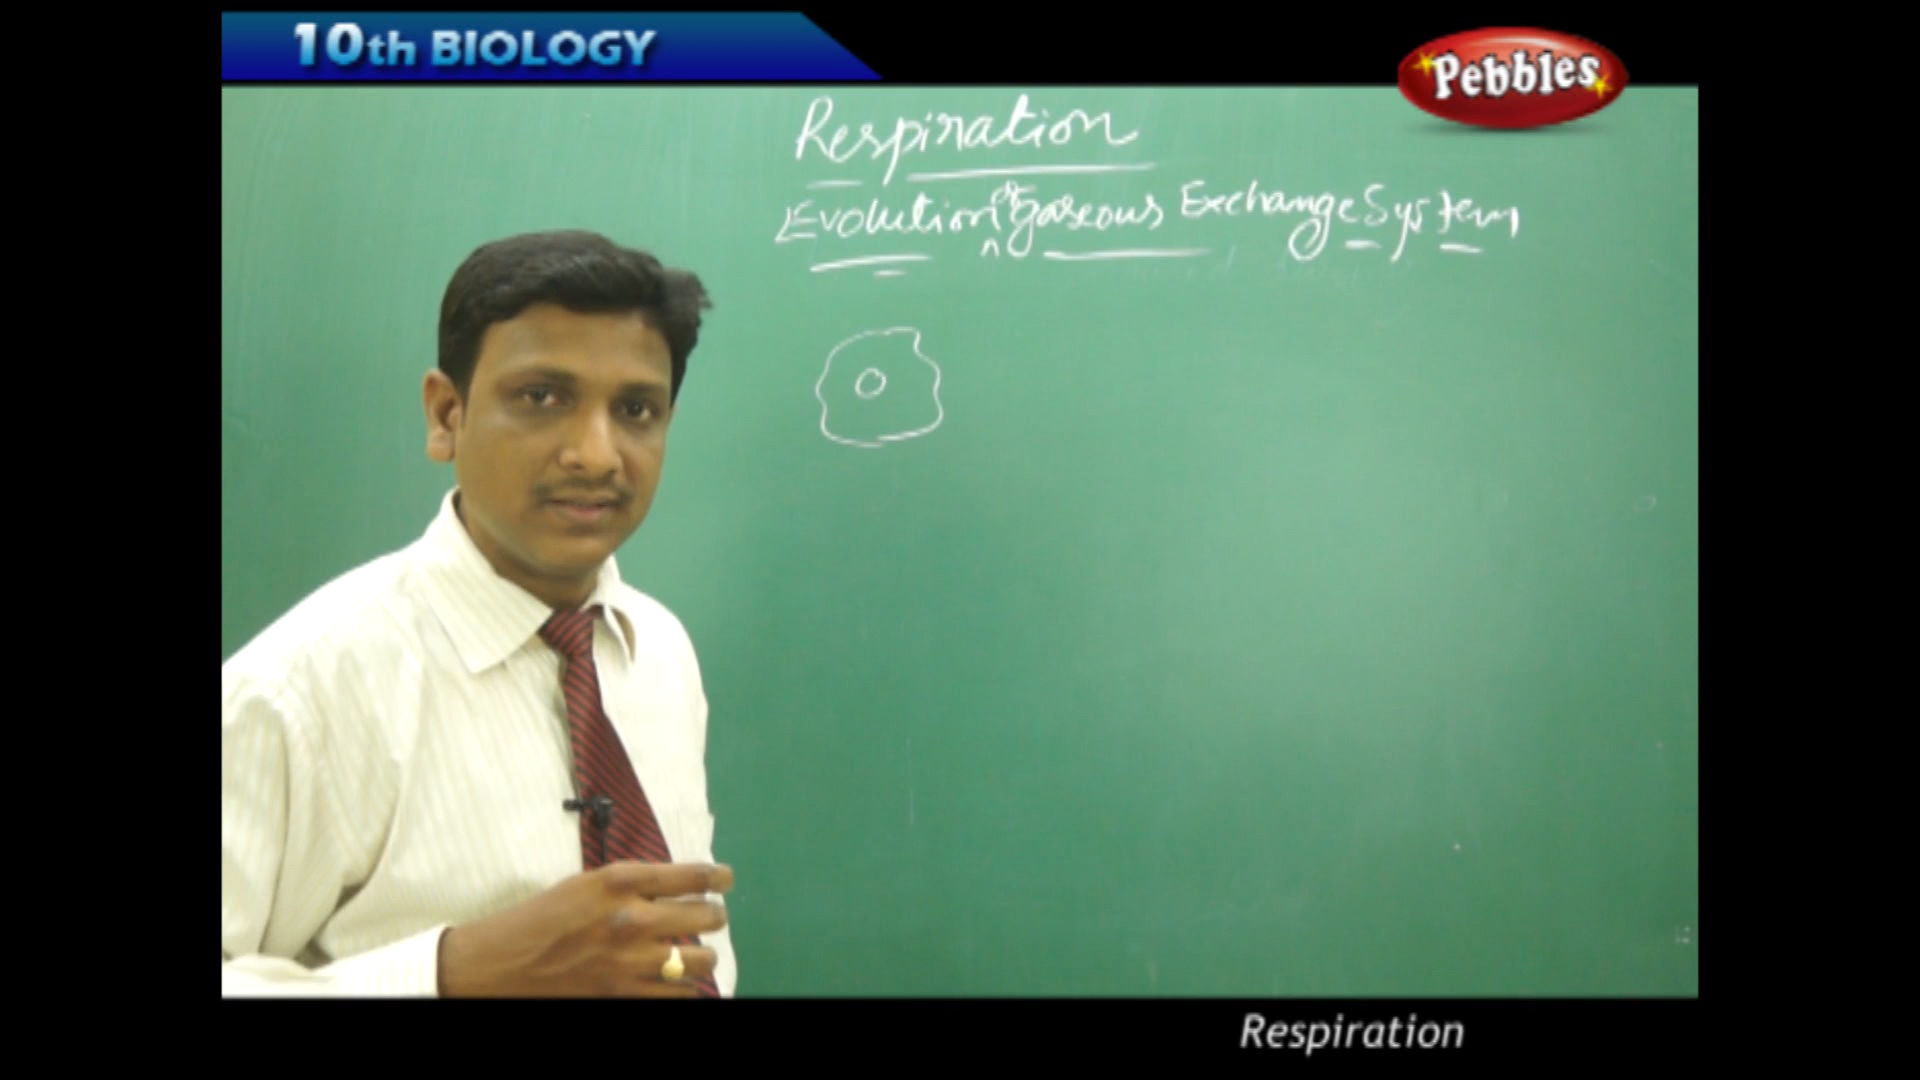 10th BIOLOGY
Pebbles
Respiration
Evolution of gaseous Exchange System
Respiration